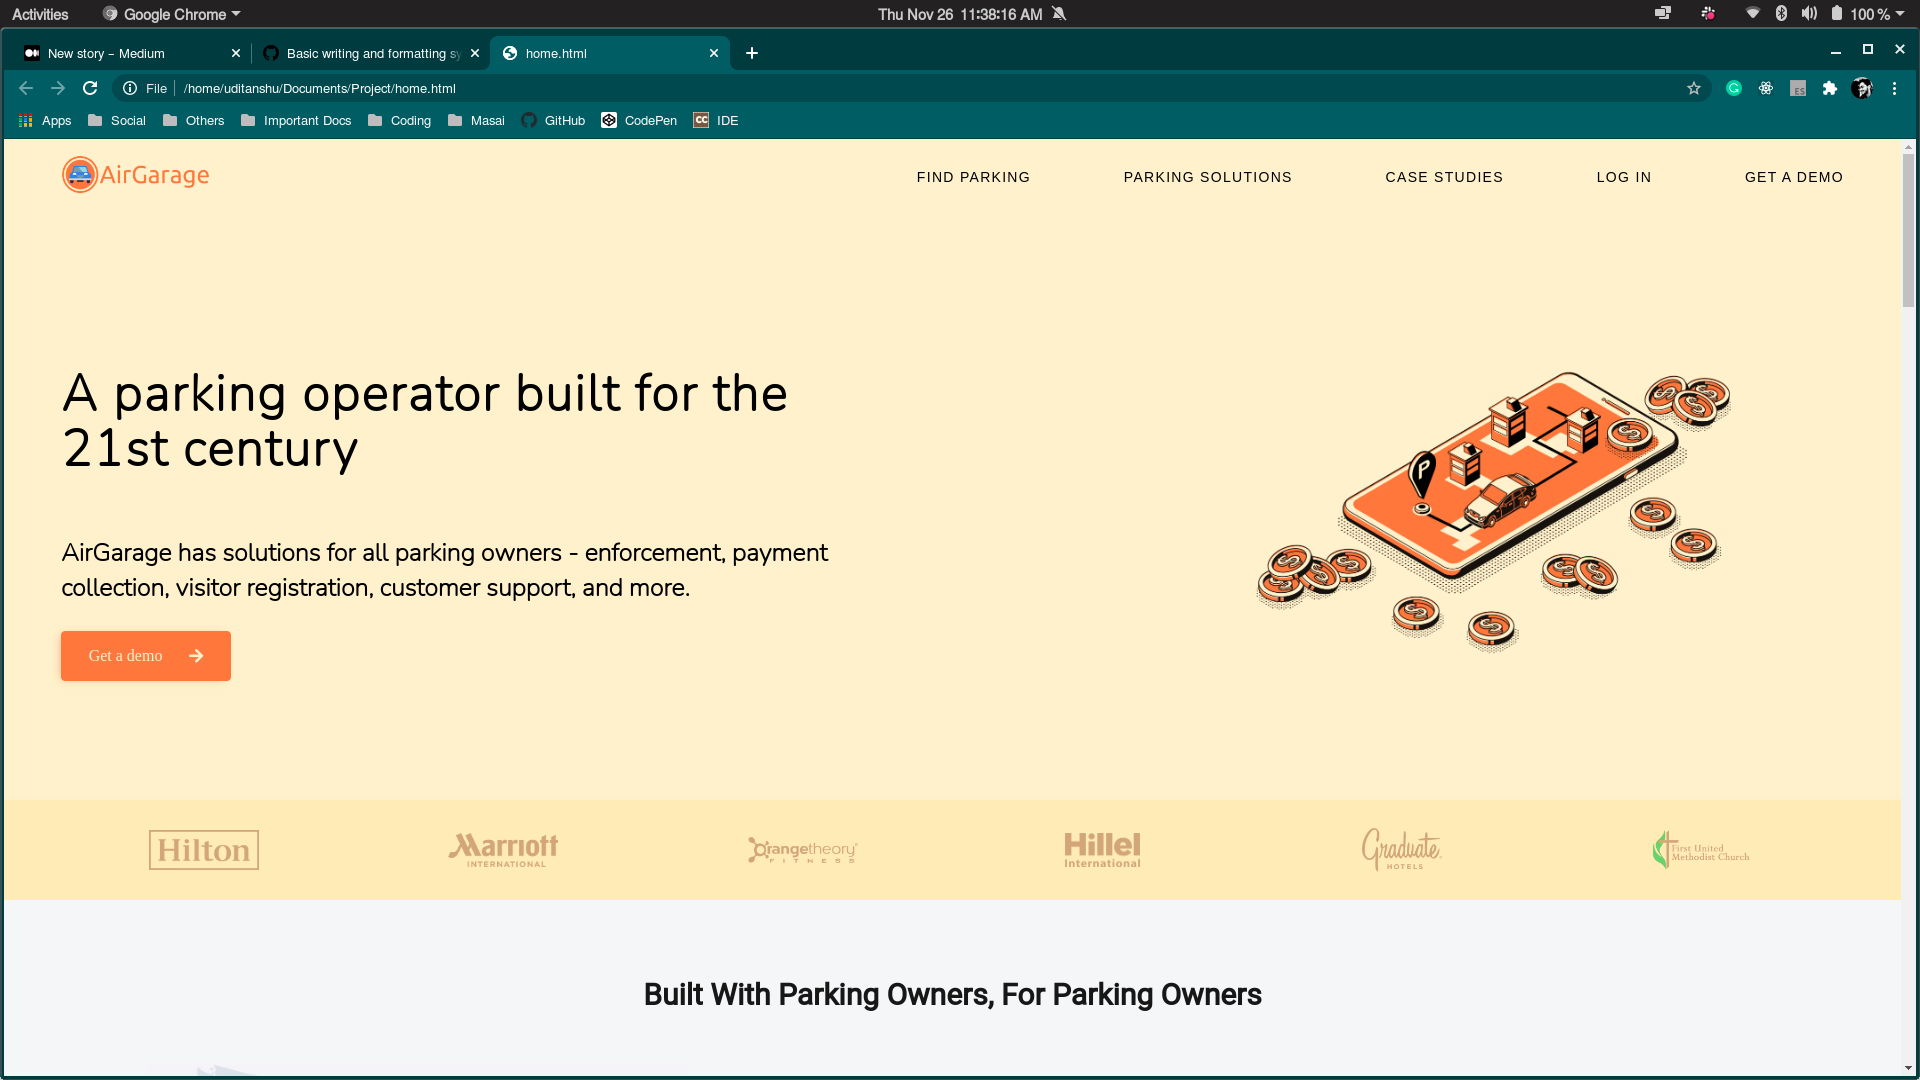 Activities
Google Chrome
Thu Nov 26 11:38:16 AM
100 %
New story – Medium
Basic writing and formatting sy
home.html
File
/home/uditanshu/Documents/Project/home.html
Apps
Social
Others
Important Docs
Coding
Masai
GitHub
CodePen
CC
IDE
ES
AirGarage
FIND PARKING
PARKING SOLUTIONS
CASE STUDIES
LOG IN
GET A DEMO
A parking operator built for the
21st century
P
AirGarage has solutions for all parking owners - enforcement, payment
collection, visitor registration, customer support, and more.
Get a demo
Hilton
Marriott
INTERNATIONAL
Orangetheory
FITNESS
Hillel
International
Graduate
HOTELS
First United
Methodist Church
Built With Parking Owners, For Parking Owners